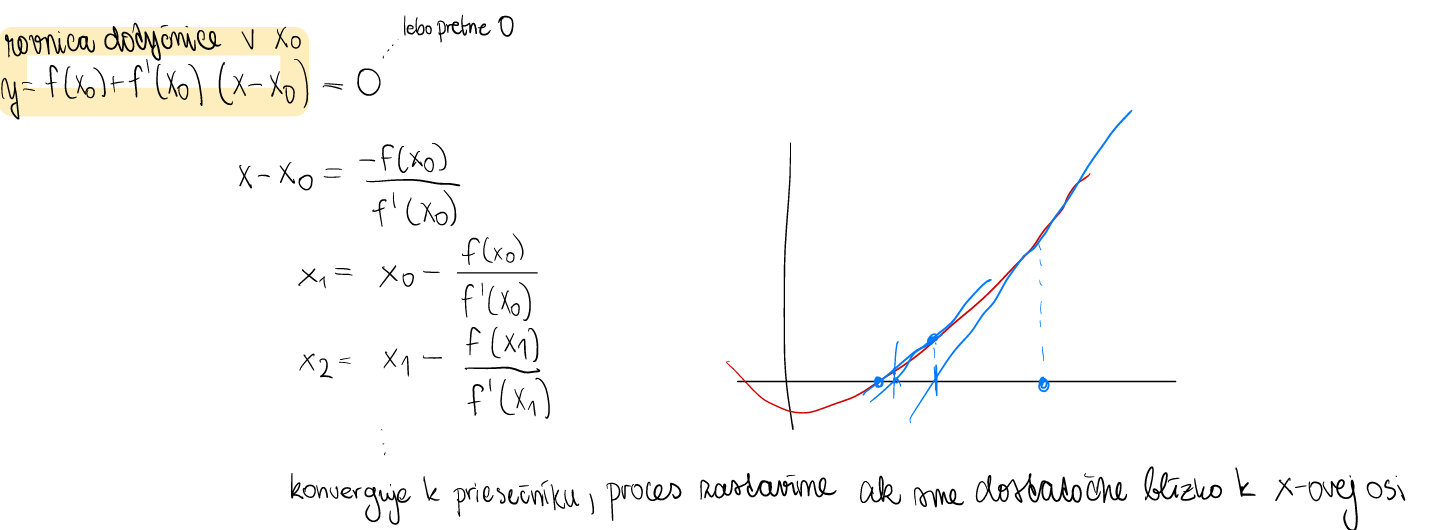 lebo pretne 0
rovnica dotyčnice v x₀
y = f(x₀) + f'(x₀) (x - x₀) = 0
x - x₀ = -f(x₀) / f'(x₀)
x₁ = x₀ - f(x₀) / f'(x₀)
x₂ = x₁ - f(x₁) / f'(x₁)
⋮
konverguje k priesečníku, proces zastavíme ak sme dostatočne blízko k x-ovej osi